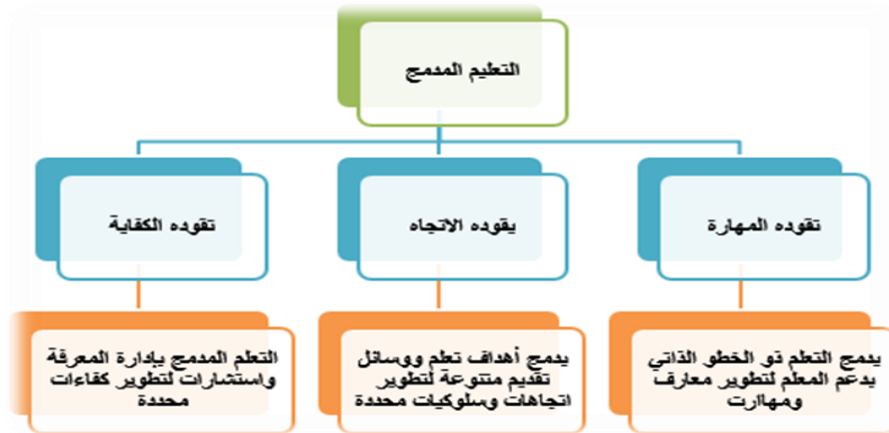 التعليم المدمج
تقوده المهارة
يقوده الاتجاه
تقوده الكفاية
يدمج التعلم ذو الخطو الذاتي
يدعم المعلم لتطوير معارف
ومهاارت
يدمج أهداف تعلم ووسائل
تقديم متنوعة لتطوير
اتجاهات وسلوكيات محددة
التعلم المدمج بإدارة المعرفة
واستشارات لتطوير كفاءات
محددة